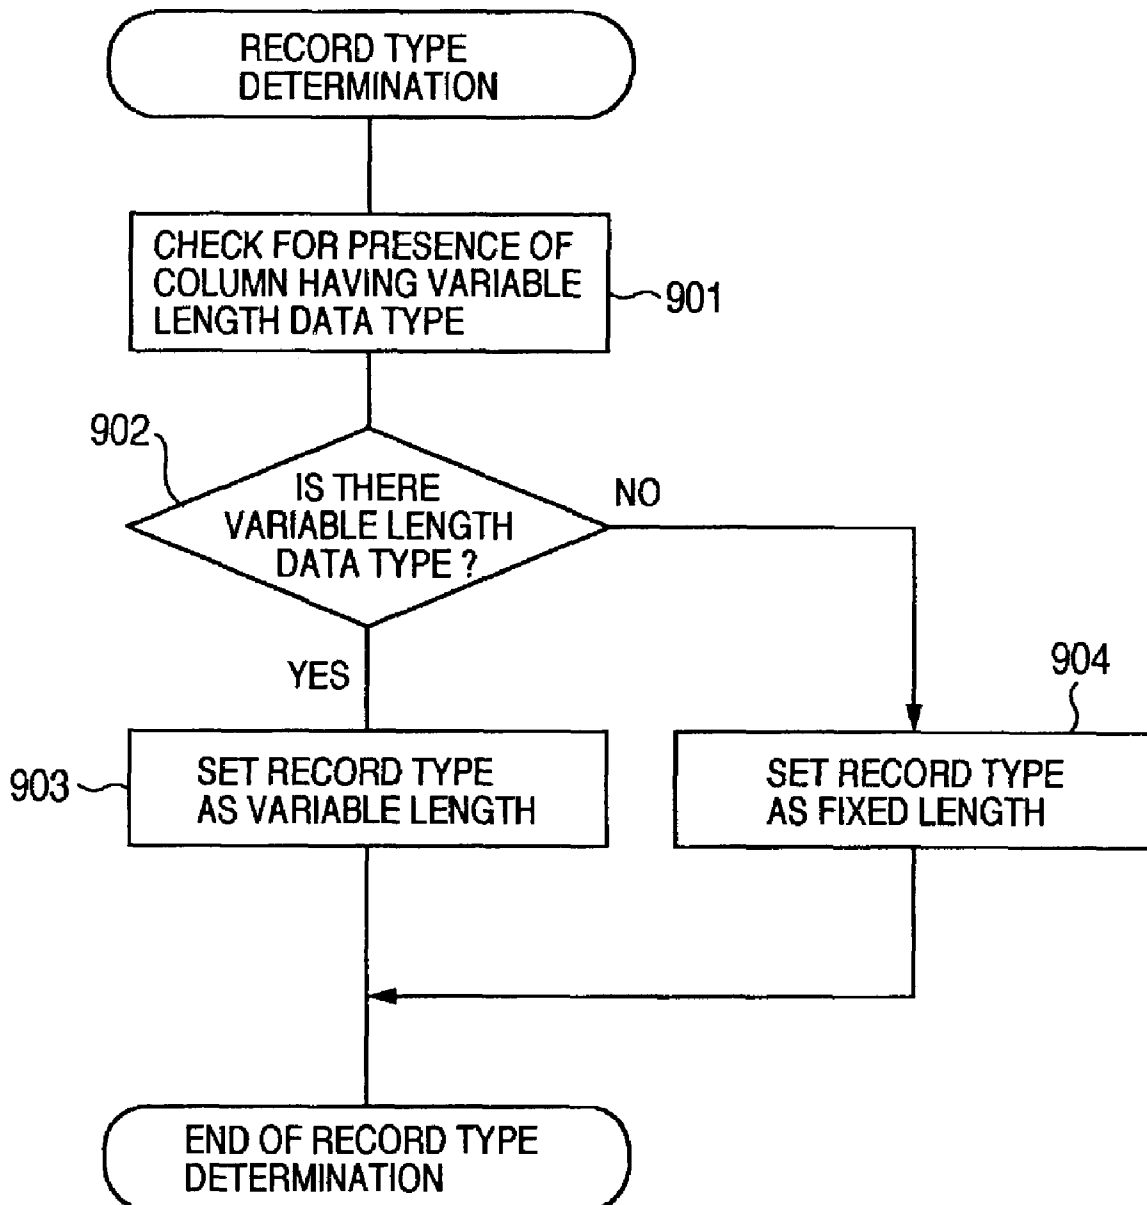 RECORD TYPE
DETERMINATION
CHECK FOR PRESENCE OF
COLUMN HAVING VARIABLE
LENGTH DATA TYPE
901
902
IS THERE
VARIABLE LENGTH
DATA TYPE ?
NO
YES
904
903
SET RECORD TYPE
AS VARIABLE LENGTH
SET RECORD TYPE
AS FIXED LENGTH
END OF RECORD TYPE
DETERMINATION